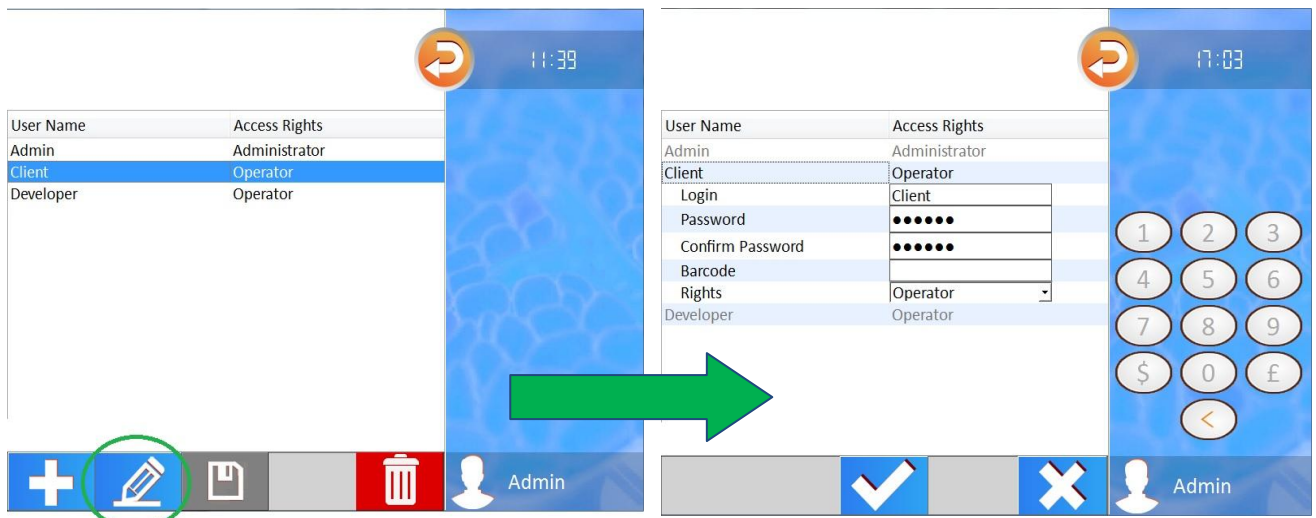 11:39
User Name Access Rights
Admin Administrator
Client Operator
Developer Operator
Admin
17:03
User Name Access Rights
Admin Administrator
Client Operator
Login Client
Password ●●●●●●
Confirm Password ●●●●●●
Barcode
Rights Operator
Developer Operator
1 2 3
4 5 6
7 8 9
$ 0 £
<
Admin